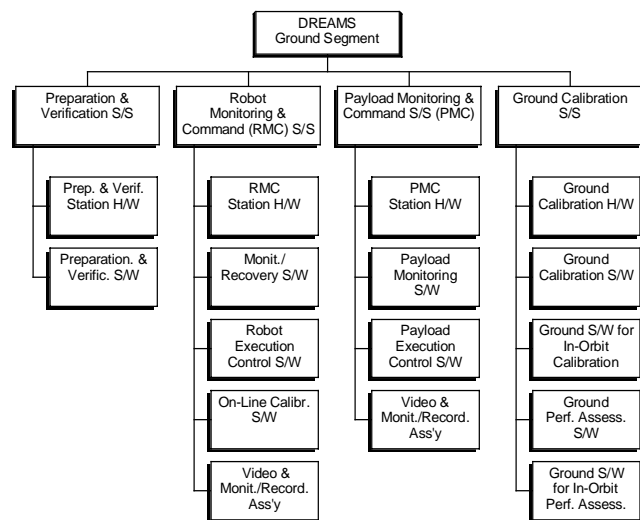 DREAMS
Ground Segment
Preparation &
Verification S/S
Robot
Monitoring &
Command (RMC) S/S
Payload Monitoring &
Command S/S (PMC)
Ground Calibration
S/S
Prep. & Verif.
Station H/W
Preparation. &
Verific. S/W
RMC
Station H/W
Monit./
Recovery S/W
Robot
Execution
Control S/W
On-Line Calibr.
S/W
Video &
Monit./Record.
Ass'y
PMC
Station H/W
Payload
Monitoring
S/W
Payload
Execution
Control S/W
Video &
Monit./Record.
Ass'y
Ground
Calibration H/W
Ground
Calibration S/W
Ground S/W for
In-Orbit
Calibration
Ground
Perf. Assess.
S/W
Ground S/W
for In-Orbit
Perf. Assess.